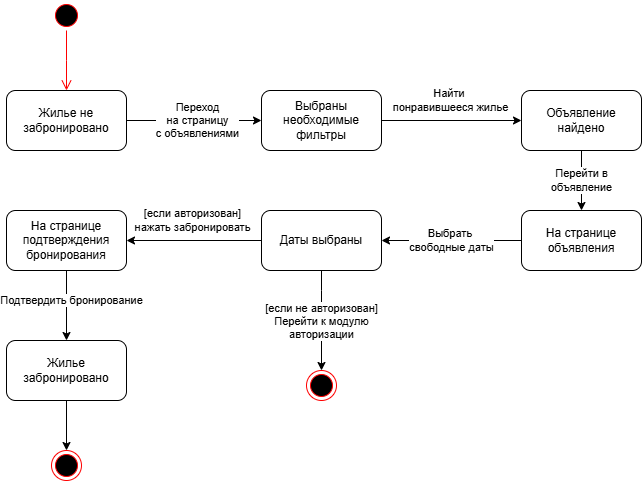 Жилье не
забронировано
Переход
на страницу
с объявлениями
Выбраны
необходимые
фильтры
Найти
понравившееся жилье
Объявление
найдено
Перейти в
объявление
На странице
объявления
Выбрать
свободные даты
Даты выбраны
[если авторизован]
нажать забронировать
На странице
подтверждения
бронирования
[если не авторизован]
Перейти к модулю
авторизации
Подтвердить бронирование
Жилье
забронировано